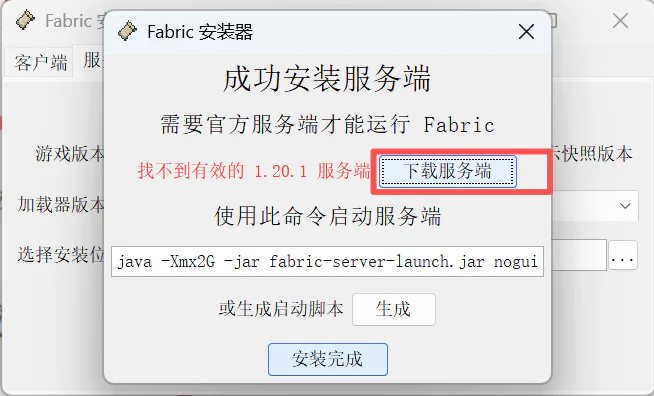 Fabric 安
Fabric 安装器
客户端
服
成功安装服务端
需要官方服务端才能运行 Fabric
游戏版本
找不到有效的 1.20.1 服务端
下载服务端
示快照版本
加载器版本
使用此命令启动服务端
选择安装位
java -Xmx2G -jar fabric-server-launch.jar nogui
...
或生成启动脚本
生成
安装完成